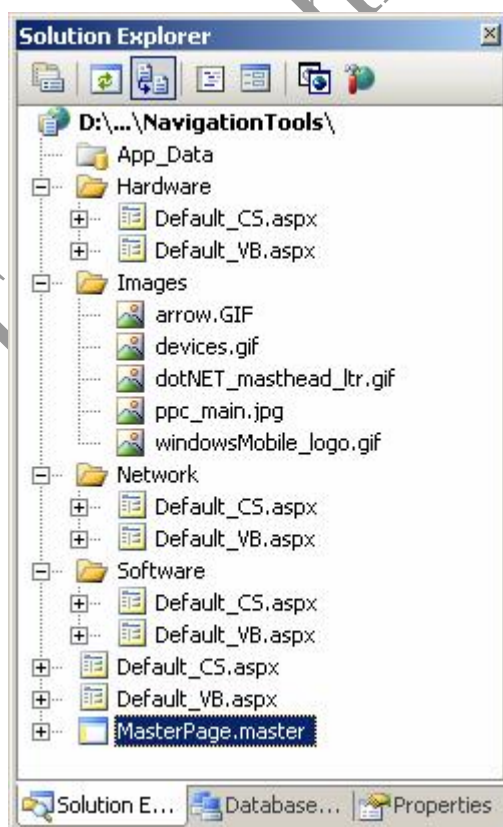 Solution Explorer
D:\...\NavigationTools\
App_Data
Hardware
Default_CS.aspx
Default_VB.aspx
Images
arrow.GIF
devices.gif
dotNET_masthead_ltr.gif
ppc_main.jpg
windowsMobile_logo.gif
Network
Default_CS.aspx
Default_VB.aspx
Software
Default_CS.aspx
Default_VB.aspx
Default_CS.aspx
Default_VB.aspx
MasterPage.master
Solution E... Database... Properties